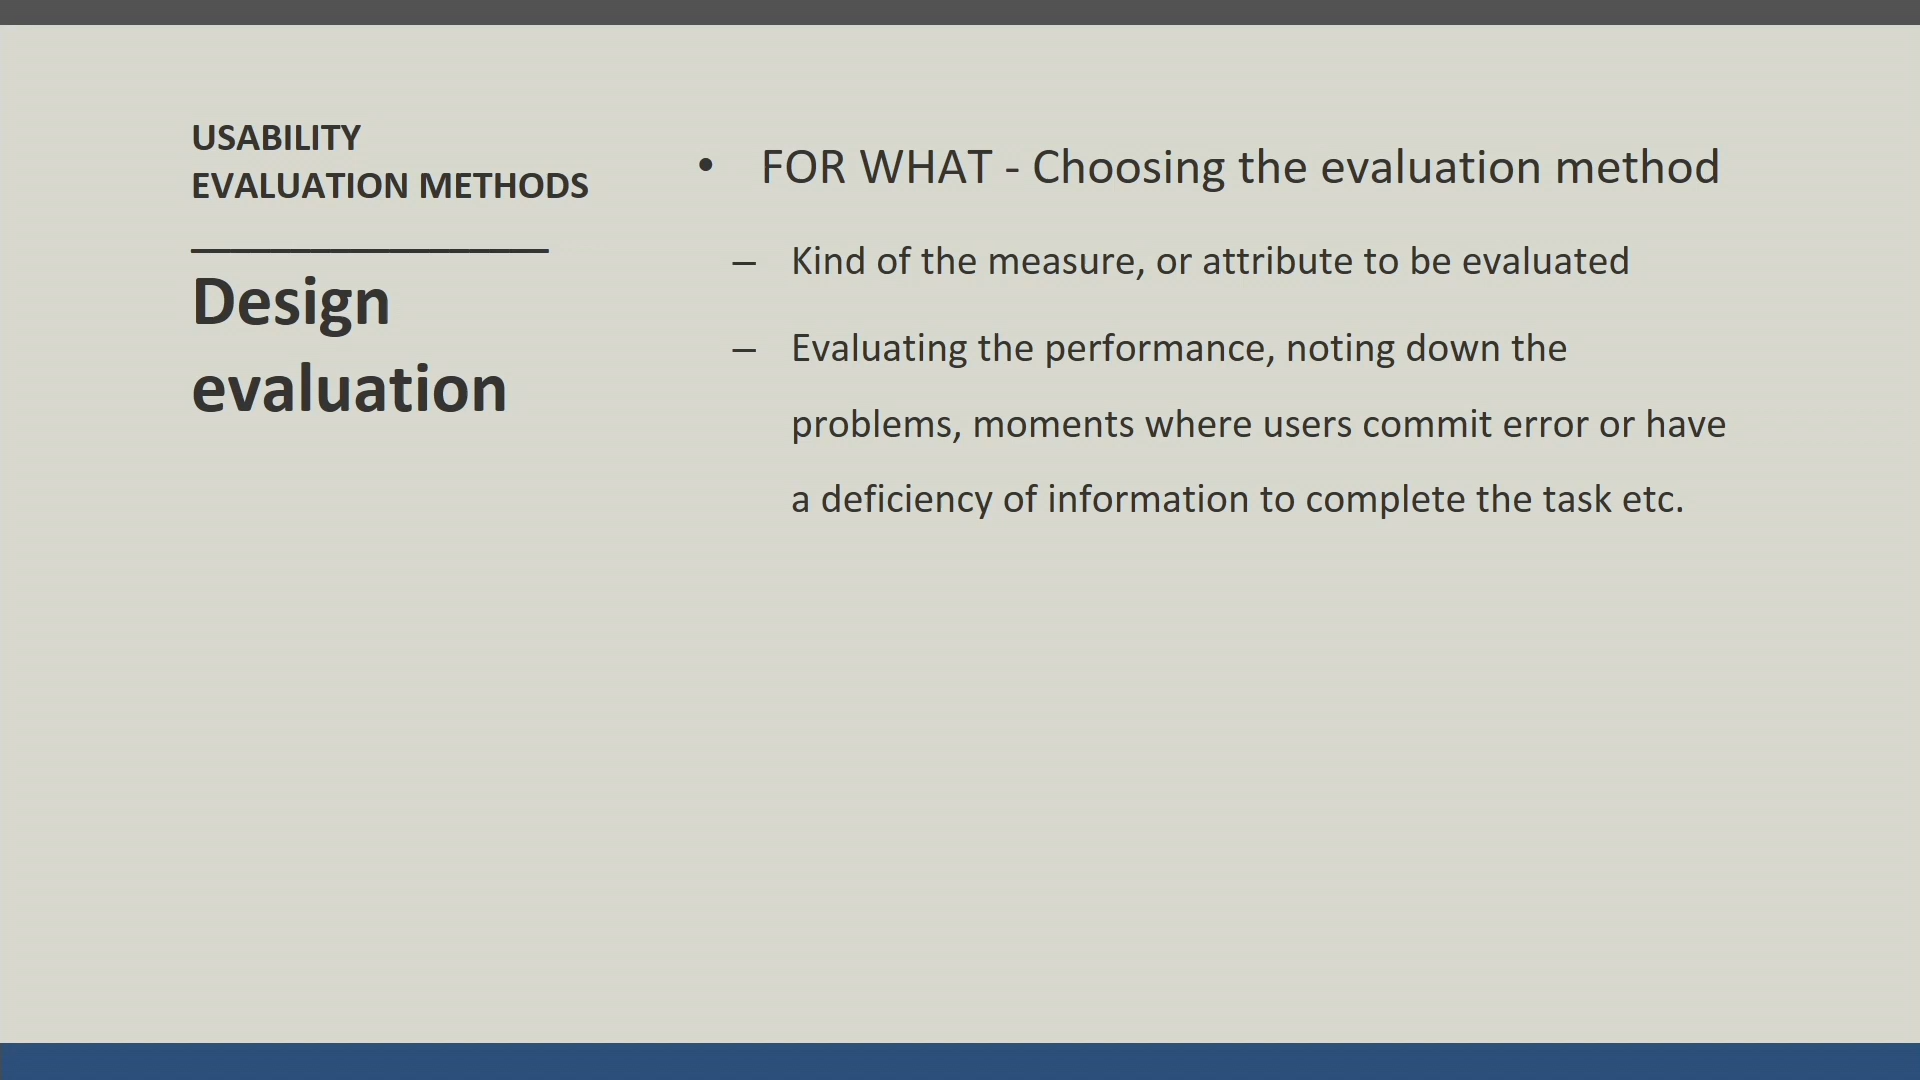 USABILITY
EVALUATION METHODS
Design
evaluation
• FOR WHAT - Choosing the evaluation method
– Kind of the measure, or attribute to be evaluated
– Evaluating the performance, noting down the
problems, moments where users commit error or have
a deficiency of information to complete the task etc.